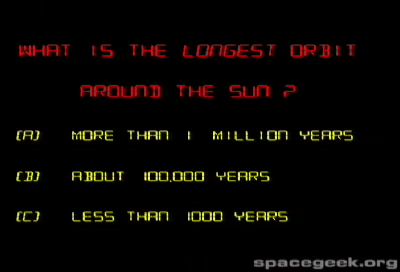 WHAT IS THE LONGEST ORBIT
AROUND THE SUN ?
(A) MORE THAN 1 MILLION YEARS
(B) ABOUT 100,000 YEARS
(C) LESS THAN 1000 YEARS
spacegeek.org